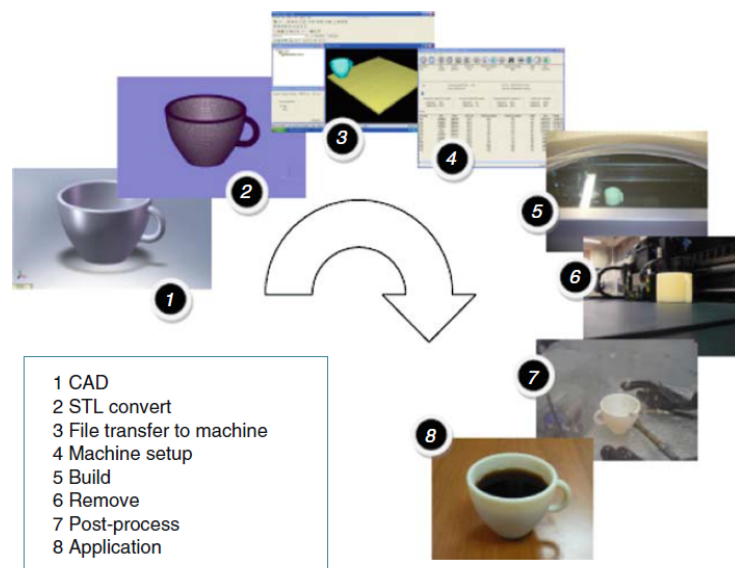 1
2
3
4
5
6
7
8
1 CAD
2 STL convert
3 File transfer to machine
4 Machine setup
5 Build
6 Remove
7 Post-process
8 Application